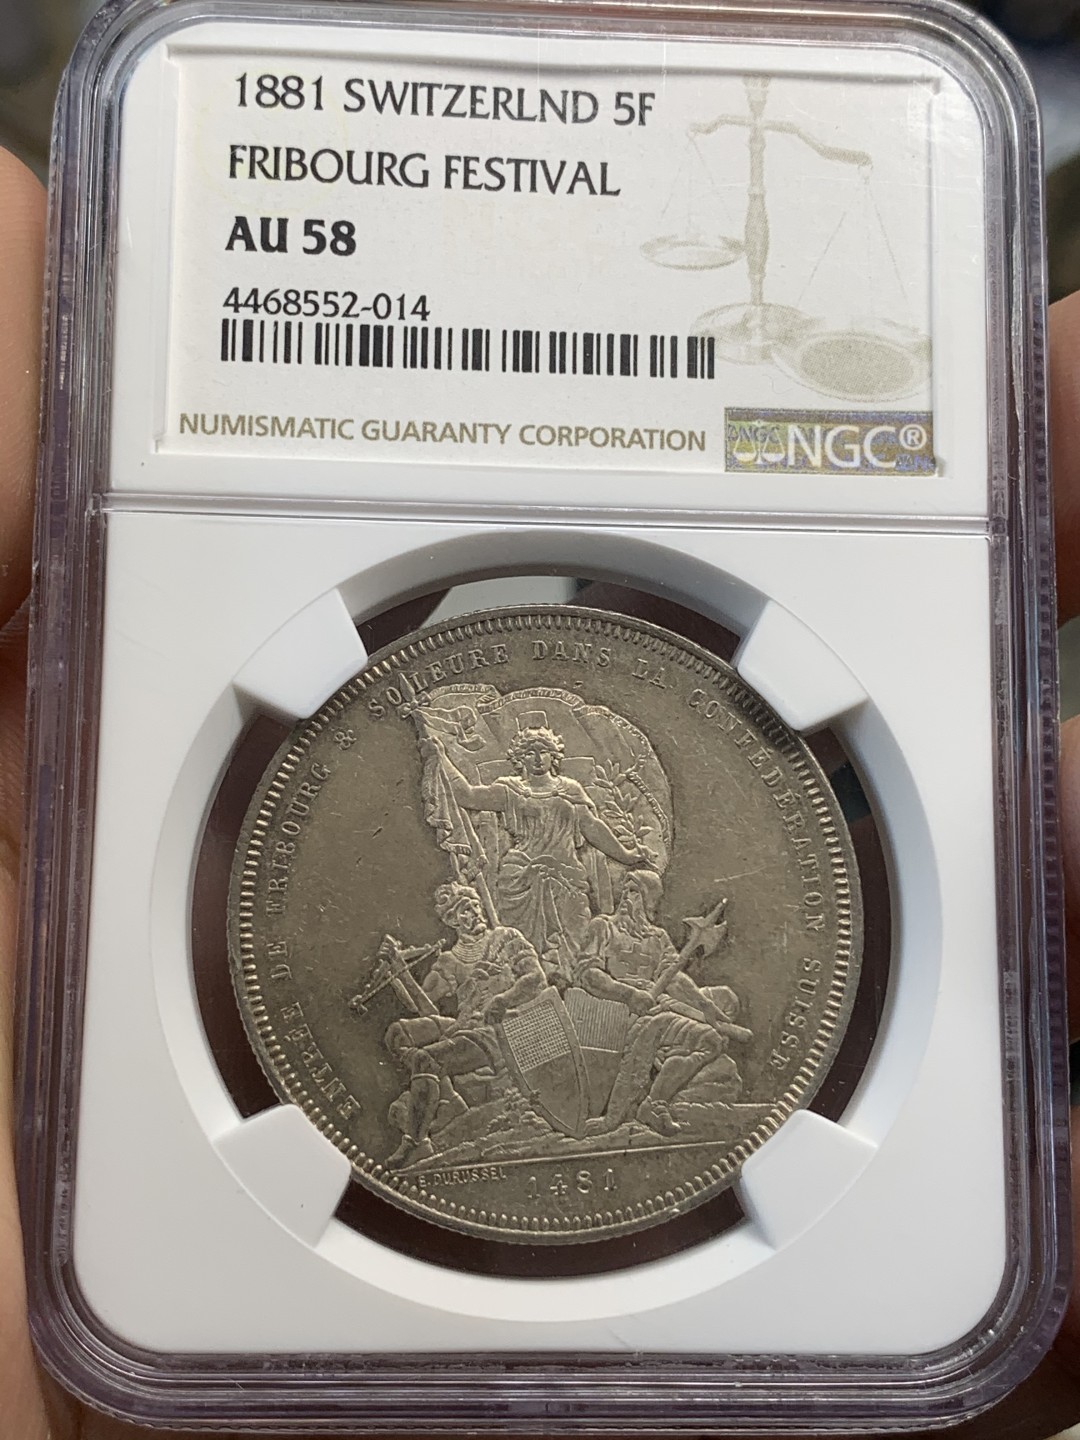 1881 SWITZERLND 5F
FRIBOURG FESTIVAL
AU 58
4468552-014
NUMISMATIC GUARANTY CORPORATION
NGC NGC®
ENTRÉE DE FRIBOURG & SOLEURE DANS LA CONFÉDÉRATION SUISSE
E. DURUSSEL
1481